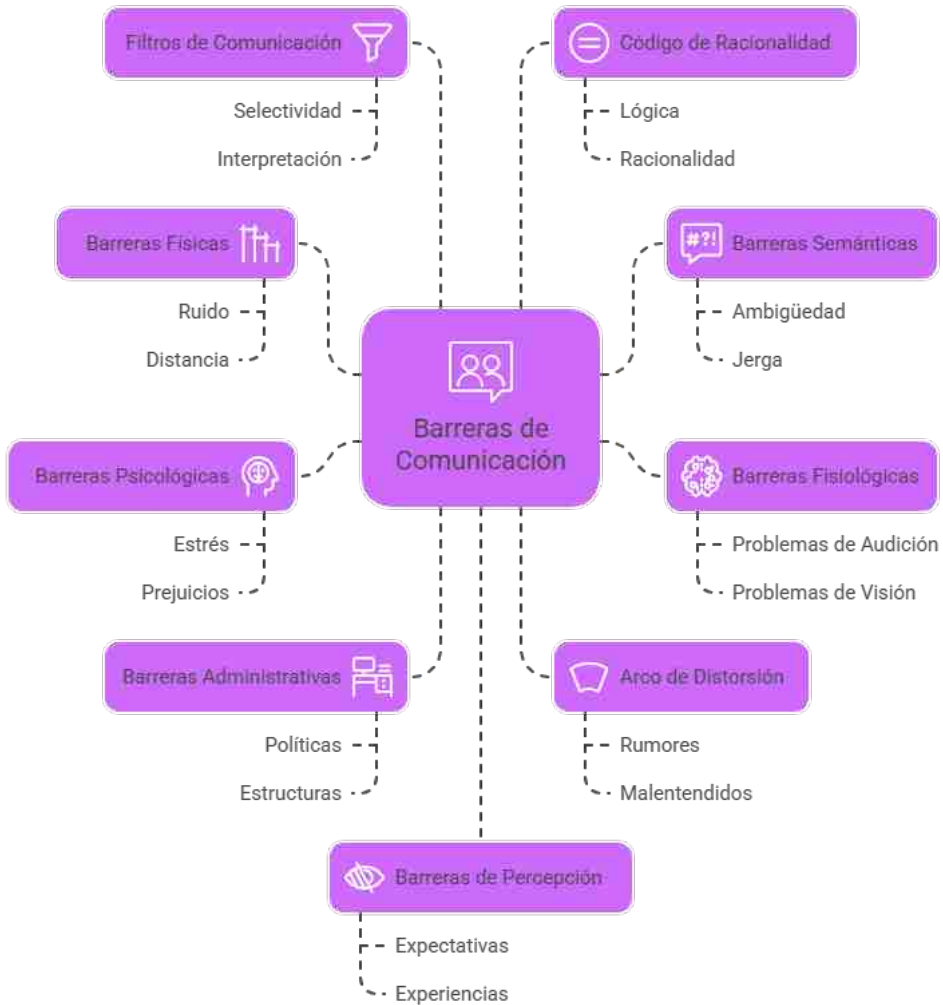 Filtros de Comunicación
Selectividad
Interpretación
Código de Racionalidad
Lógica
Racionalidad
Barreras Físicas
Ruido
Distancia
#?!
Barreras Semánticas
Ambigüedad
Jerga
Barreras de
Comunicación
Barreras Psicológicas
Estrés
Prejuicios
Barreras Fisiológicas
Problemas de Audición
Problemas de Visión
Barreras Administrativas
Políticas
Estructuras
Arco de Distorsión
Rumores
Malentendidos
Barreras de Percepción
Expectativas
Experiencias